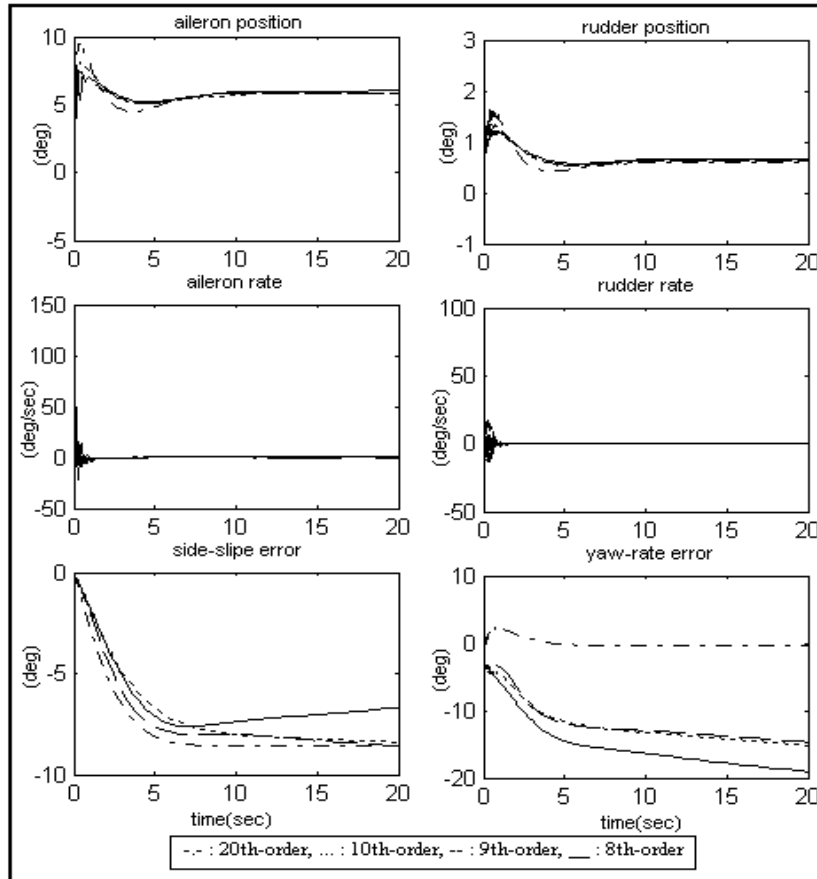 aileron position
10
5
0
-5
(deg)
0 5 10 15 20
rudder position
3
2
1
0
-1
(deg)
0 5 10 15 20
aileron rate
150
100
50
0
-50
(deg/sec)
0 5 10 15 20
rudder rate
100
50
0
-50
(deg/sec)
0 5 10 15 20
side-slipe error
0
-5
-10
(deg)
0 5 10 15 20
time(sec)
yaw-rate error
10
0
-10
-20
(deg)
0 5 10 15 20
time(sec)
-.- : 20th-order, ... : 10th-order, -- : 9th-order, __ : 8th-order